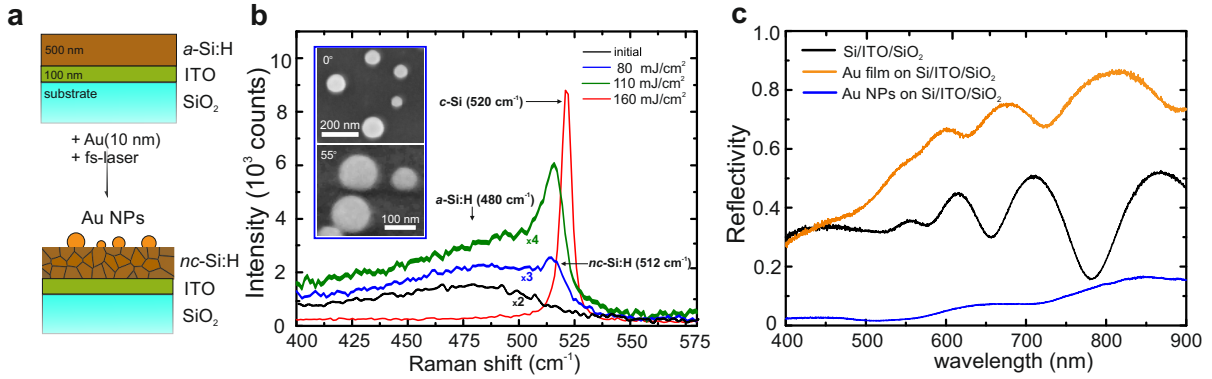 a
500 nm
a-Si:H
100 nm
ITO
substrate
SiO2
+ Au(10 nm)
+ fs-laser
Au NPs
nc-Si:H
ITO
SiO2
b
Intensity (10³ counts)
10
8
6
4
2
0
0°
200 nm
55°
100 nm
initial
80 mJ/cm²
110 mJ/cm²
160 mJ/cm²
c-Si (520 cm⁻¹)
a-Si:H (480 cm⁻¹)
x4
nc-Si:H (512 cm⁻¹)
x3
x2
400 425 450 475 500 525 550 575
Raman shift (cm⁻¹)
c
Reflectivity
1.0
0.8
0.6
0.4
0.2
0.0
Si/ITO/SiO₂
Au film on Si/ITO/SiO₂
Au NPs on Si/ITO/SiO₂
400 500 600 700 800 900
wavelength (nm)